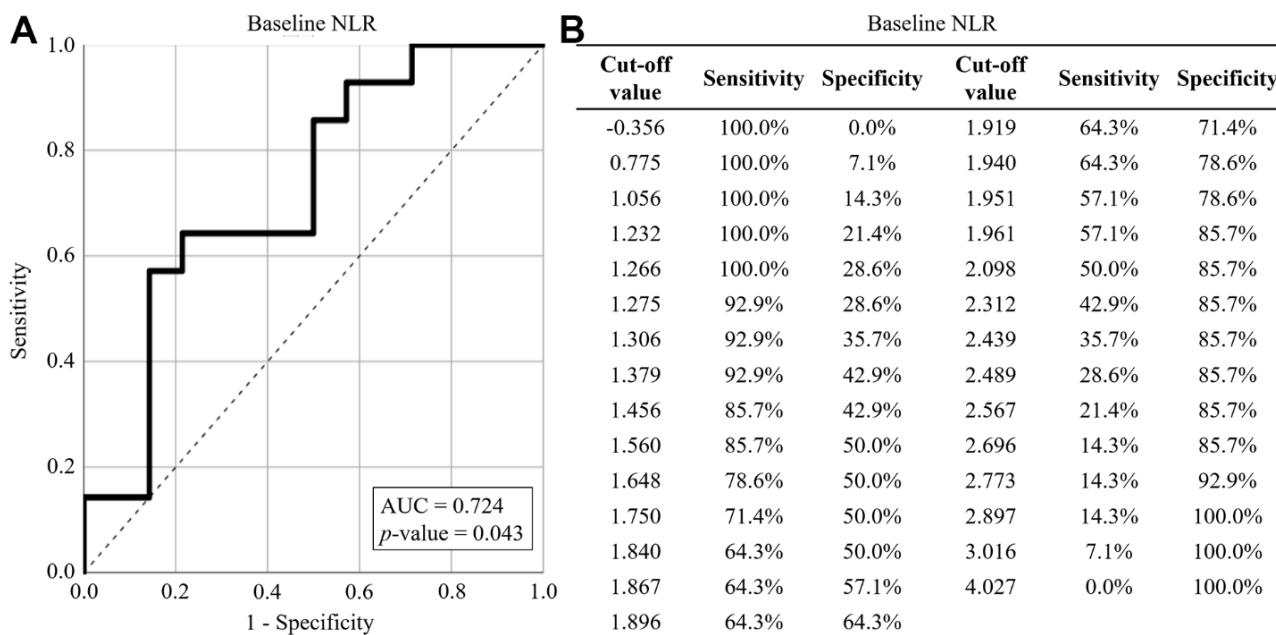 A
Baseline NLR
1.0
0.8
0.6
0.4
0.2
0.0
Sensitivity
AUC = 0.724
p-value = 0.043
0.0 0.2 0.4 0.6 0.8 1.0
1 - Specificity
B
Baseline NLR
Cut-off value Sensitivity Specificity Cut-off value Sensitivity Specificity
-0.356 100.0% 0.0% 1.919 64.3% 71.4%
0.775 100.0% 7.1% 1.940 64.3% 78.6%
1.056 100.0% 14.3% 1.951 57.1% 78.6%
1.232 100.0% 21.4% 1.961 57.1% 85.7%
1.266 100.0% 28.6% 2.098 50.0% 85.7%
1.275 92.9% 28.6% 2.312 42.9% 85.7%
1.306 92.9% 35.7% 2.439 35.7% 85.7%
1.379 92.9% 42.9% 2.489 28.6% 85.7%
1.456 85.7% 42.9% 2.567 21.4% 85.7%
1.560 85.7% 50.0% 2.696 14.3% 85.7%
1.648 78.6% 50.0% 2.773 14.3% 92.9%
1.750 71.4% 50.0% 2.897 14.3% 100.0%
1.840 64.3% 50.0% 3.016 7.1% 100.0%
1.867 64.3% 57.1% 4.027 0.0% 100.0%
1.896 64.3% 64.3%